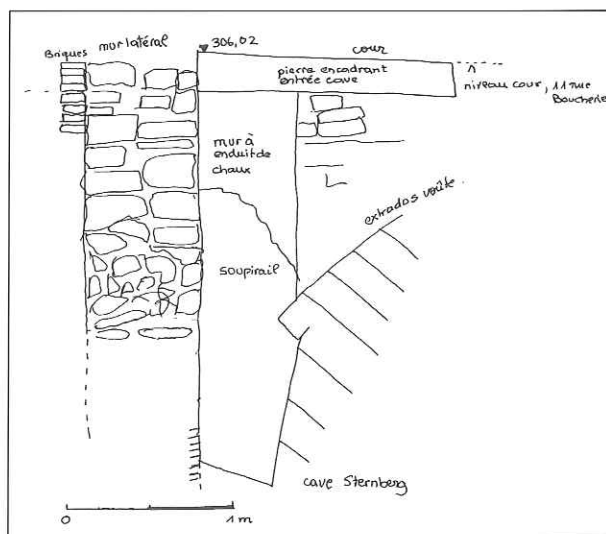 Briques
mur latéral
306,02
cour
pierre encadrant
entrée cave
niveau cour, 11 rue
Boucherie
mur à
enduit de
chaux
extrados voûte.
soupirail
cave Sternberg
0
1 m